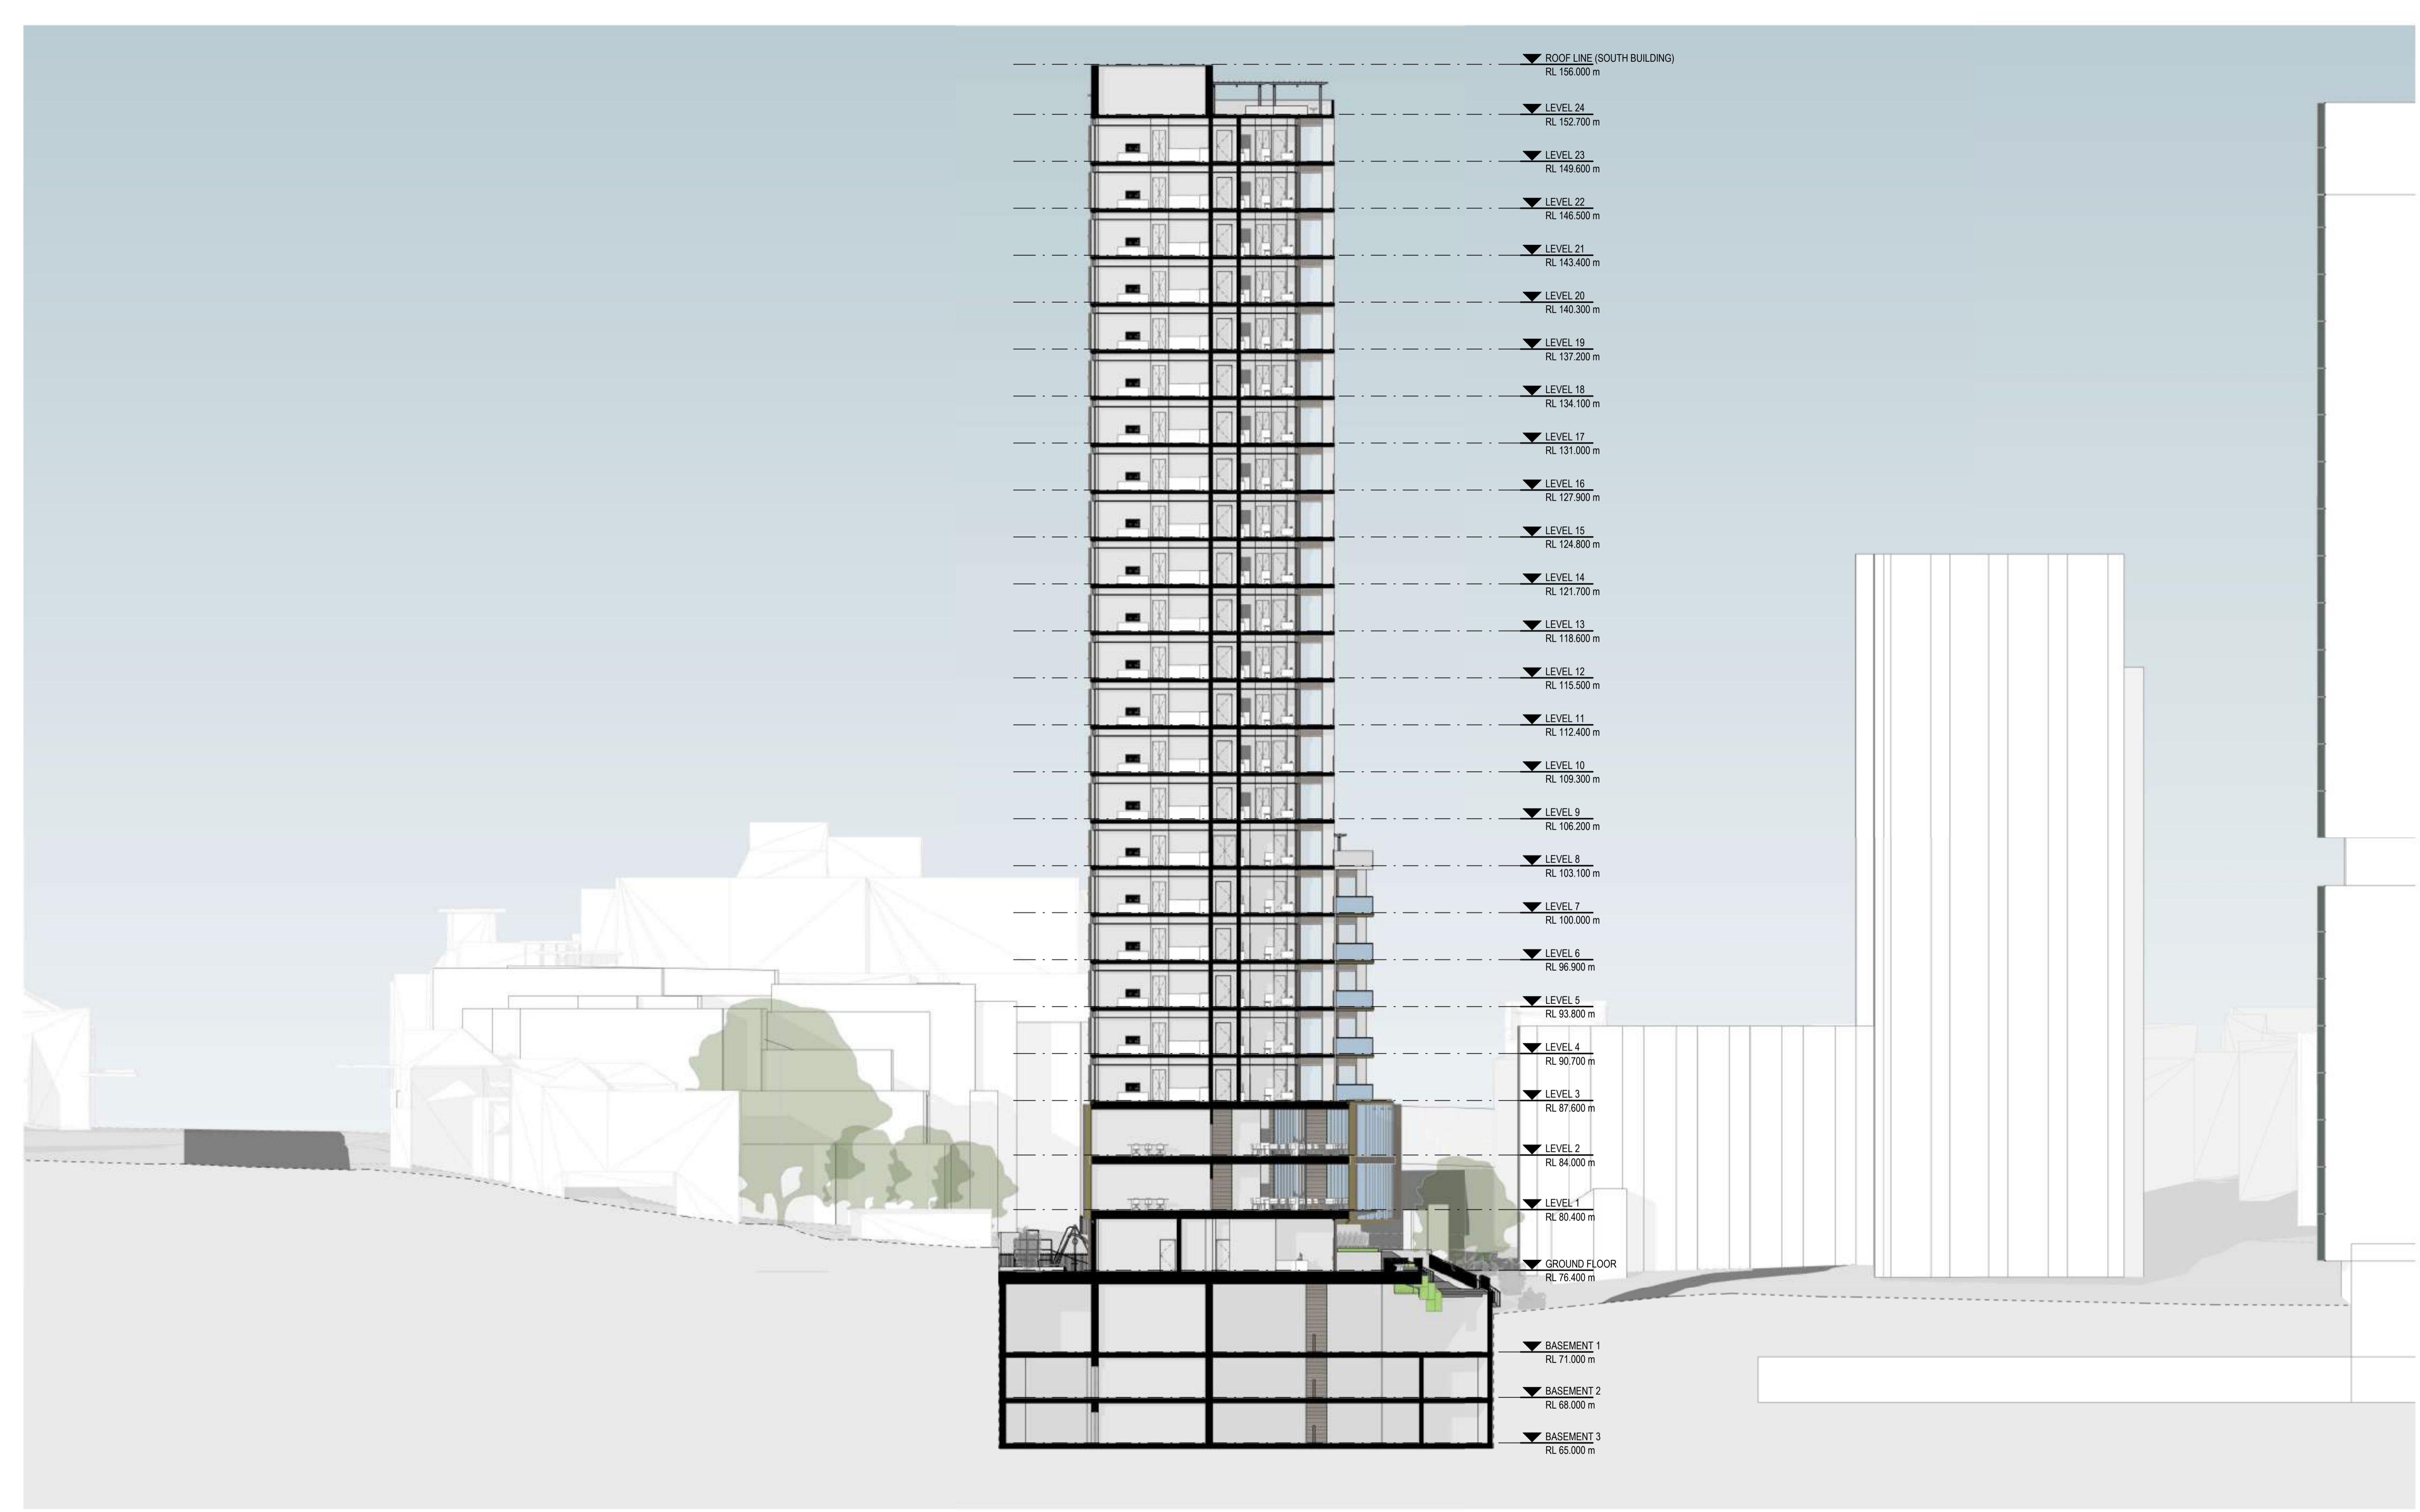 ROOF LINE (SOUTH BUILDING)
RL 156.000 m
LEVEL 24
RL 152.700 m
LEVEL 23
RL 149.600 m
LEVEL 22
RL 146.500 m
LEVEL 21
RL 143.400 m
LEVEL 20
RL 140.300 m
LEVEL 19
RL 137.200 m
LEVEL 18
RL 134.100 m
LEVEL 17
RL 131.000 m
LEVEL 16
RL 127.900 m
LEVEL 15
RL 124.800 m
LEVEL 14
RL 121.700 m
LEVEL 13
RL 118.600 m
LEVEL 12
RL 115.500 m
LEVEL 11
RL 112.400 m
LEVEL 10
RL 109.300 m
LEVEL 9
RL 106.200 m
LEVEL 8
RL 103.100 m
LEVEL 7
RL 100.000 m
LEVEL 6
RL 96.900 m
LEVEL 5
RL 93.800 m
LEVEL 4
RL 90.700 m
LEVEL 3
RL 87.600 m
LEVEL 2
RL 84.000 m
LEVEL 1
RL 80.400 m
GROUND FLOOR
RL 76.400 m
BASEMENT 1
RL 71.000 m
BASEMENT 2
RL 68.000 m
BASEMENT 3
RL 65.000 m